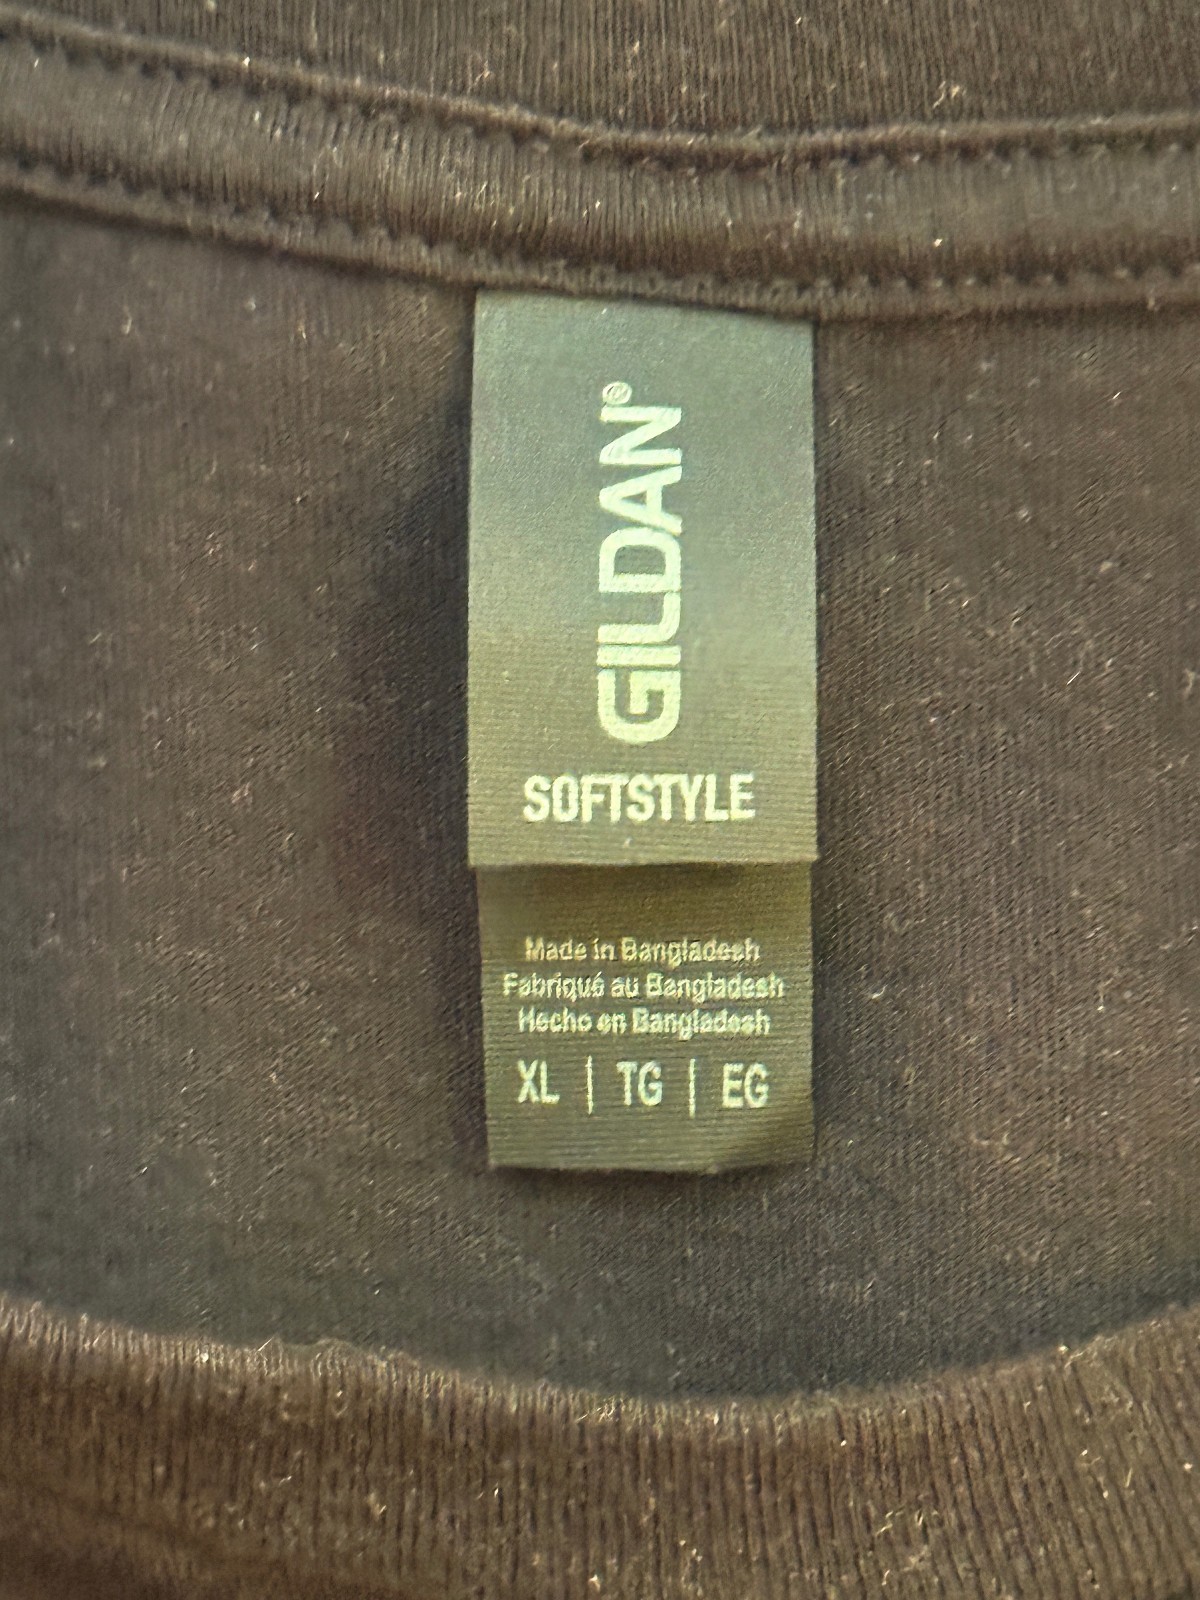 GILDAN®
SOFTSTYLE
Made in Bangladesh
Fabriqué au Bangladesh
Hecho en Bangladesh
XL | TG | EG